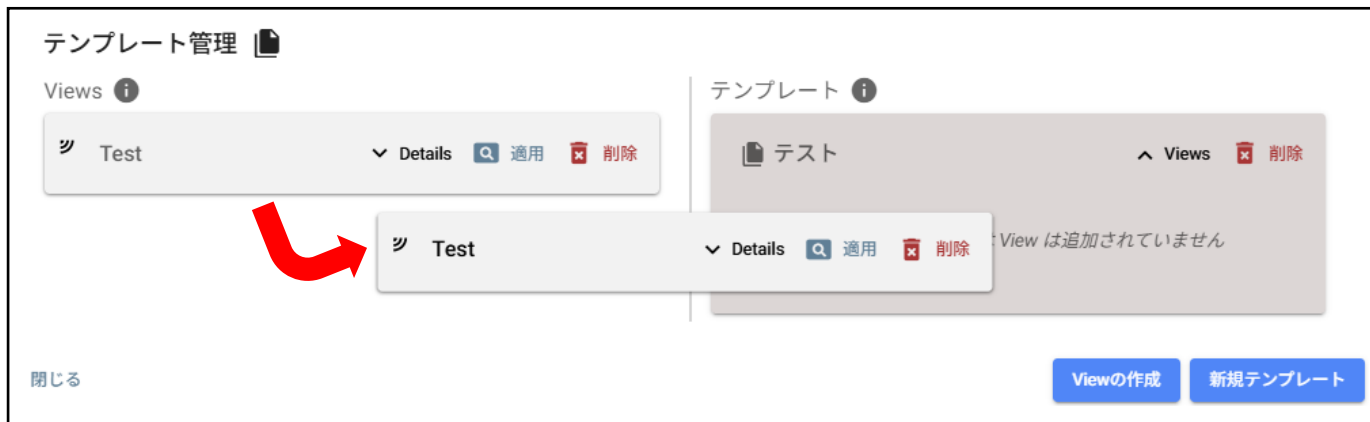 テンプレート管理
Views
テンプレート
Test
Details
適用
削除
テスト
Views
削除
Test
Details
適用
削除
View は追加されていません
閉じる
Viewの作成
新規テンプレート